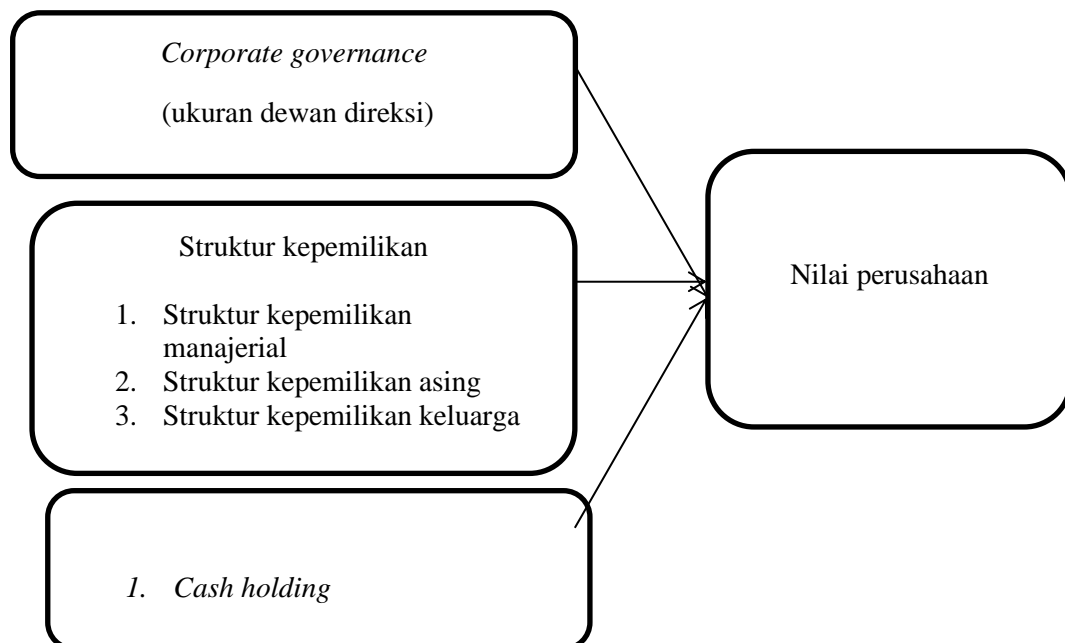 Corporate governance
(ukuran dewan direksi)
Struktur kepemilikan
1. Struktur kepemilikan
manajerial
2. Struktur kepemilikan asing
3. Struktur kepemilikan keluarga
1. Cash holding
Nilai perusahaan